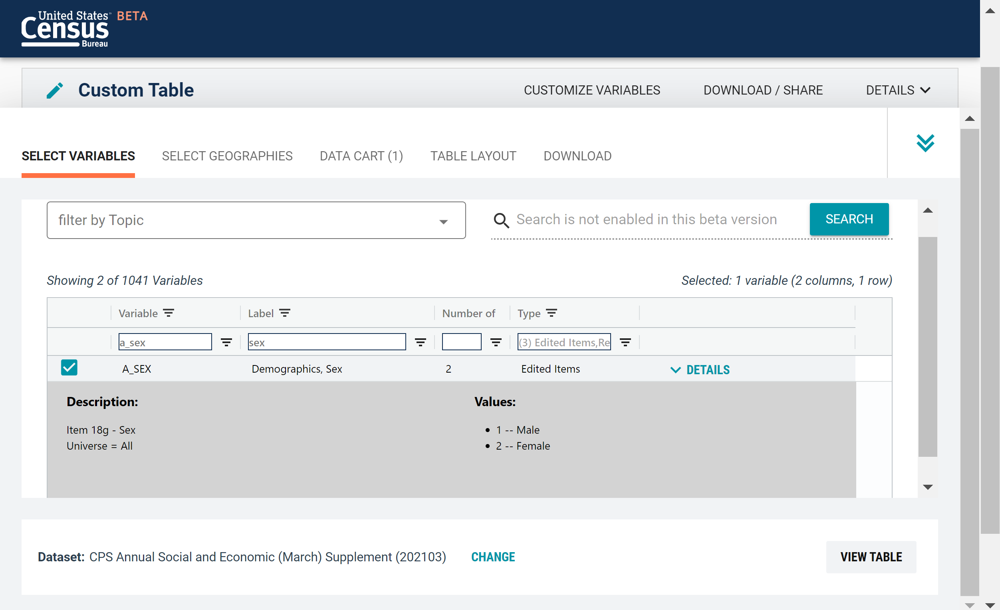 United States™ BETA
Census
Bureau
Custom Table CUSTOMIZE VARIABLES DOWNLOAD / SHARE DETAILS
SELECT VARIABLES SELECT GEOGRAPHIES DATA CART (1) TABLE LAYOUT DOWNLOAD
filter by Topic Search is not enabled in this beta version SEARCH
Showing 2 of 1041 Variables Selected: 1 variable (2 columns, 1 row)
Variable Label Number of Type
a_sex sex (3) Edited Items,Re
A_SEX Demographics, Sex 2 Edited Items DETAILS
Description: Values:
Item 18g - Sex • 1 -- Male
Universe = All • 2 -- Female
Dataset: CPS Annual Social and Economic (March) Supplement (202103) CHANGE VIEW TABLE